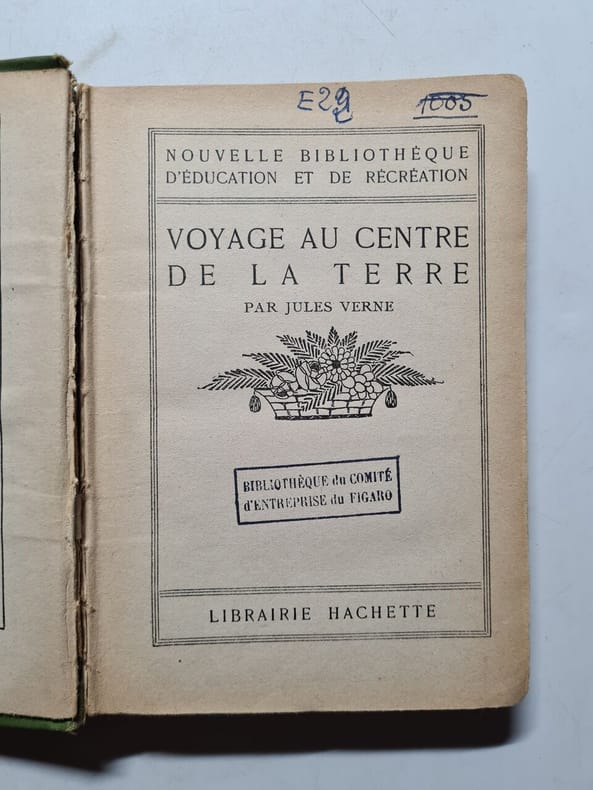 E29 1005
NOUVELLE BIBLIOTHÈQUE
D'ÉDUCATION ET DE RÉCRÉATION
VOYAGE AU CENTRE
DE LA TERRE
PAR JULES VERNE
BIBLIOTHÈQUE du COMITÉ
d'ENTREPRISE du FIGARO
LIBRAIRIE HACHETTE